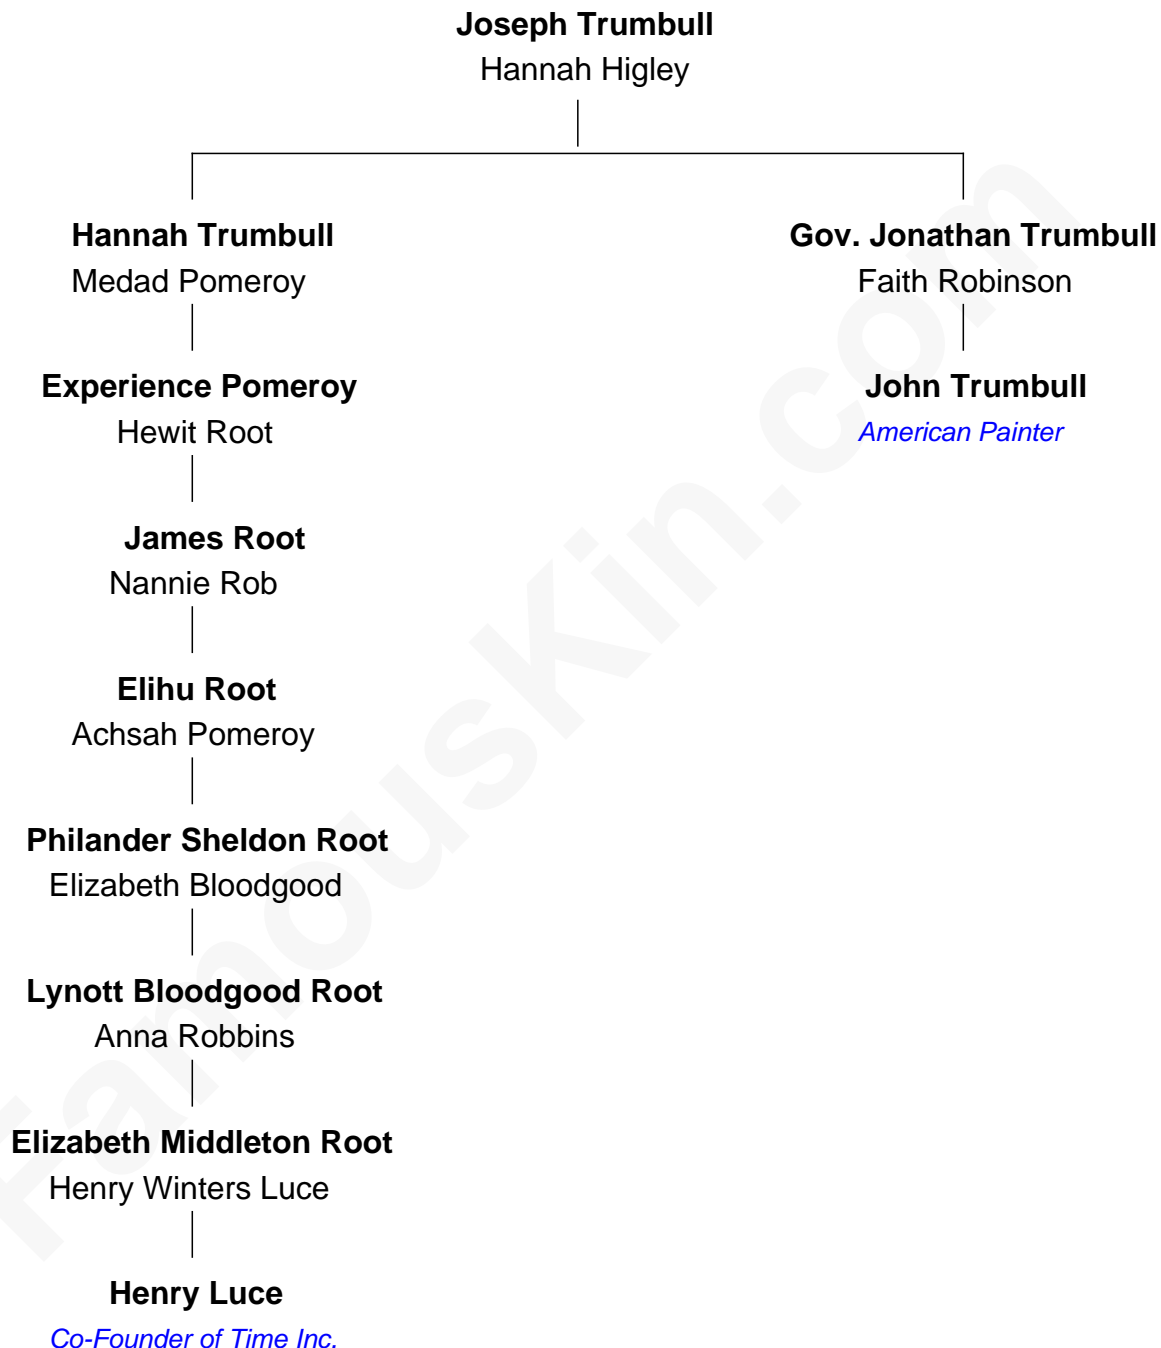 Joseph Trumbull
Hannah Higley
Hannah Trumbull
Medad Pomeroy
Gov. Jonathan Trumbull
Faith Robinson
Experience Pomeroy
Hewit Root
John Trumbull
American Painter
James Root
Nannie Rob
Elihu Root
Achsah Pomeroy
Philander Sheldon Root
Elizabeth Bloodgood
Lynott Bloodgood Root
Anna Robbins
Elizabeth Middleton Root
Henry Winters Luce
Henry Luce
Co-Founder of Time Inc.
FamousKin.com